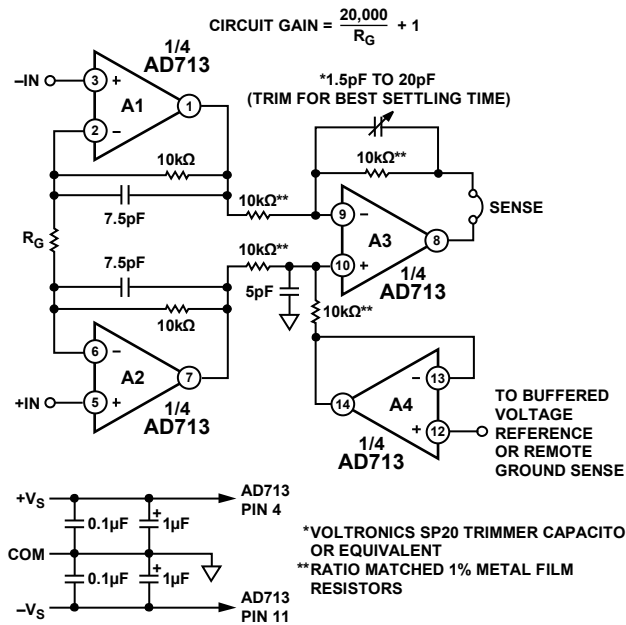 CIRCUIT GAIN = 20,000 / R_G + 1
1/4
AD713
–IN
3
+
A1
1
2
–
*1.5pF TO 20pF
(TRIM FOR BEST SETTLING TIME)
10kΩ
7.5pF
10kΩ**
10kΩ**
SENSE
9
–
A3
8
10
+
1/4
AD713
R_G
7.5pF
10kΩ**
5pF
10kΩ
10kΩ**
6
–
A2
7
+IN
5
+
1/4
AD713
–
13
14
A4
+
12
1/4
AD713
TO BUFFERED
VOLTAGE
REFERENCE
OR REMOTE
GROUND SENSE
+V_S
AD713
PIN 4
0.1µF
+
1µF
COM
0.1µF
+
1µF
–V_S
AD713
PIN 11
*VOLTRONICS SP20 TRIMMER CAPACITO
OR EQUIVALENT
**RATIO MATCHED 1% METAL FILM
RESISTORS